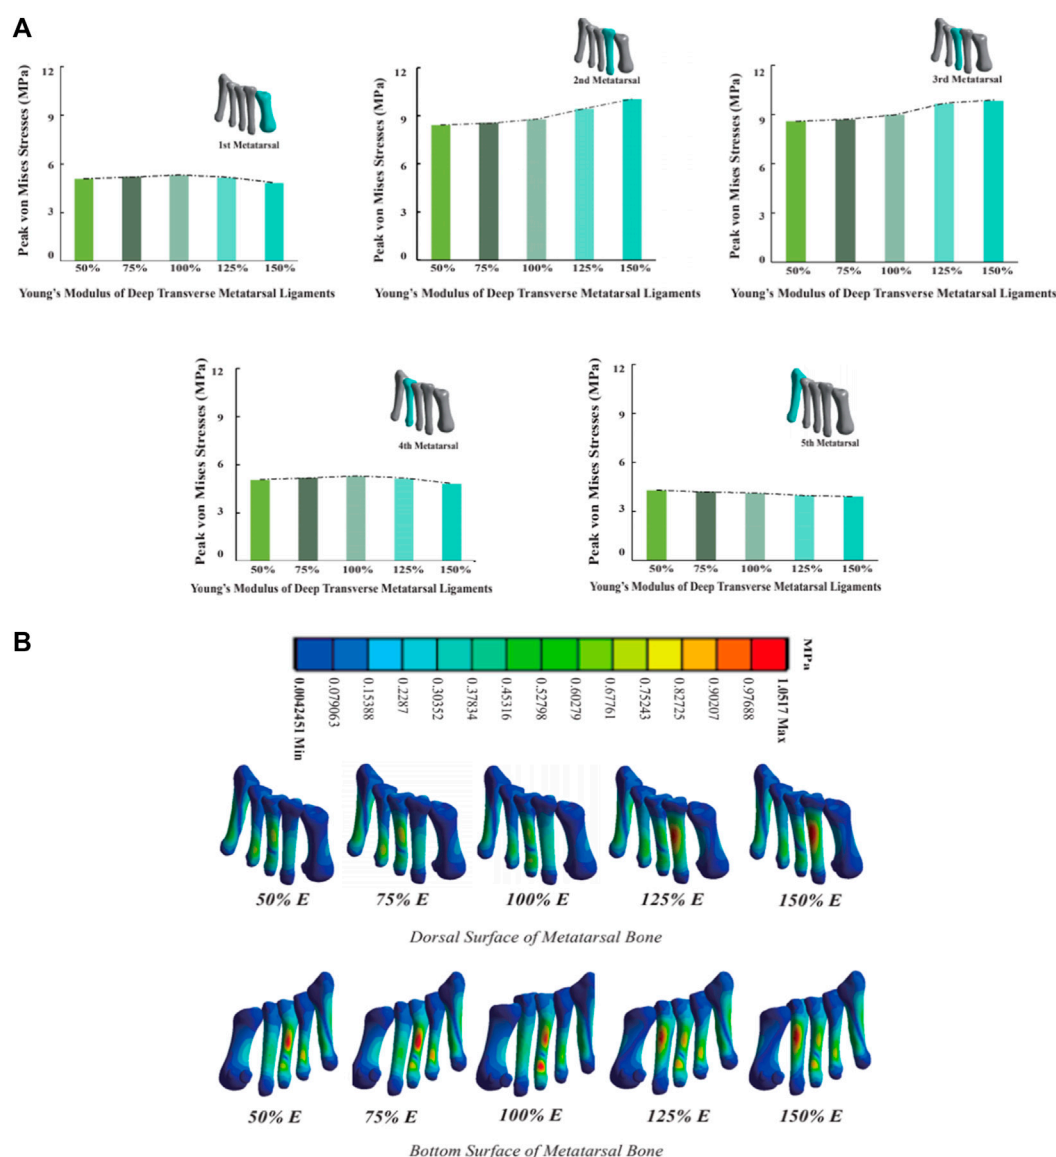 A
Peak von Mises Stresses (MPa)
12
9
6
3
0
1st Metatarsal
50% 75% 100% 125% 150%
Young's Modulus of Deep Transverse Metatarsal Ligaments
Peak von Mises Stresses (MPa)
12
9
6
3
0
2nd Metatarsal
50% 75% 100% 125% 150%
Young's Modulus of Deep Transverse Metatarsal Ligaments
Peak von Mises Stresses (MPa)
12
9
6
3
0
3rd Metatarsal
50% 75% 100% 125% 150%
Young's Modulus of Deep Transverse Metatarsal Ligaments
Peak von Mises Stresses (MPa)
12
9
6
3
0
4th Metatarsal
50% 75% 100% 125% 150%
Young's Modulus of Deep Transverse Metatarsal Ligaments
Peak von Mises Stresses (MPa)
12
9
6
3
0
5th Metatarsal
50% 75% 100% 125% 150%
Young's Modulus of Deep Transverse Metatarsal Ligaments
B
MPa
0.0042451 Min
0.079063
0.15388
0.2287
0.30352
0.37834
0.45316
0.52798
0.60279
0.67761
0.75243
0.82725
0.90207
0.97688
1.0517 Max
50% E 75% E 100% E 125% E 150% E
Dorsal Surface of Metatarsal Bone
50% E 75% E 100% E 125% E 150% E
Bottom Surface of Metatarsal Bone